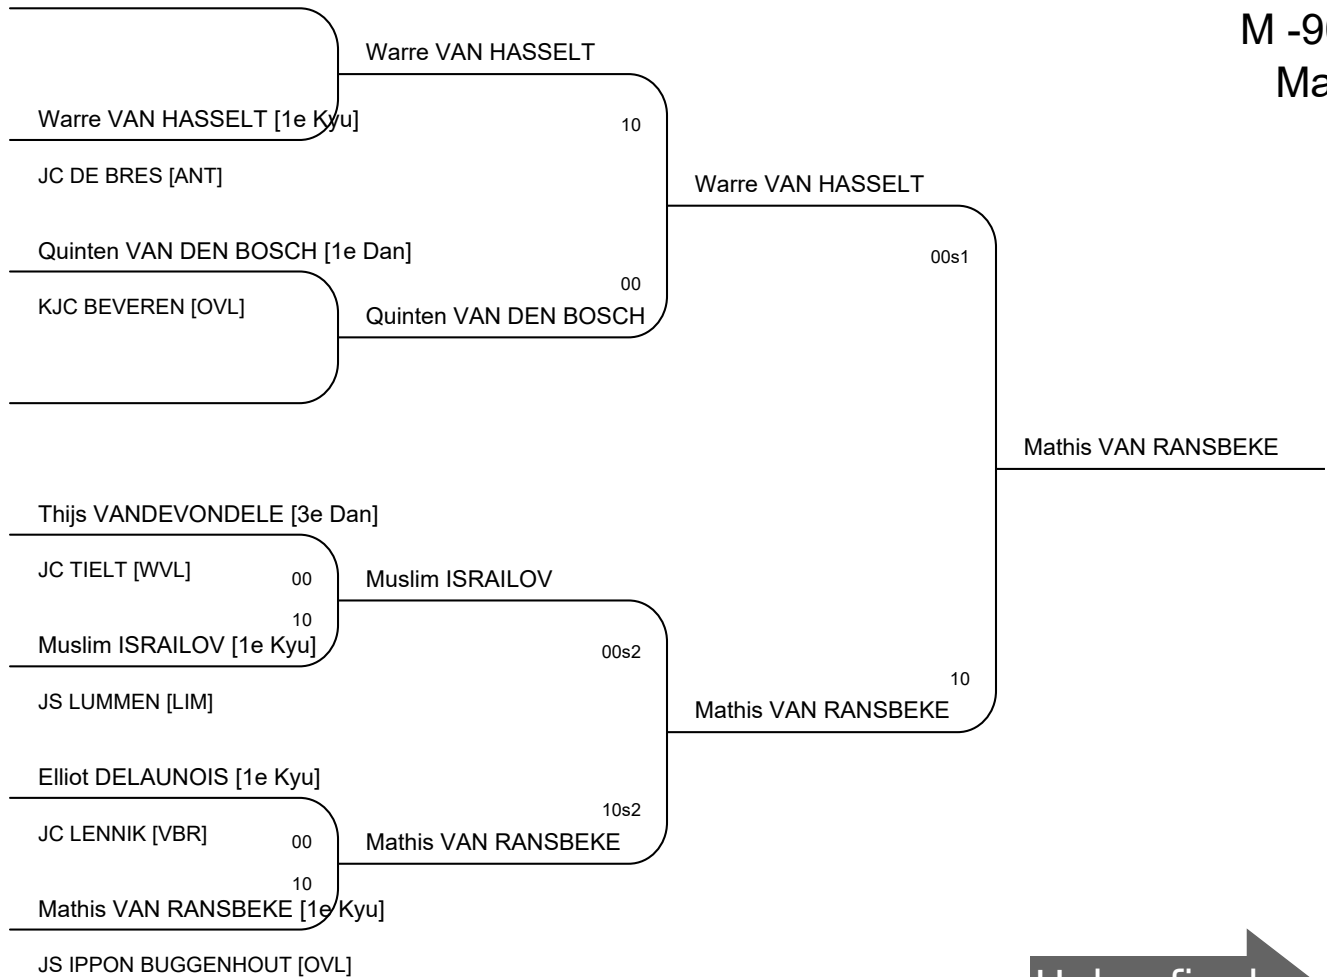 M -9
Ma
Warre VAN HASSELT
Warre VAN HASSELT [1e Kyu]
10
JC DE BRES [ANT]
Warre VAN HASSELT
Quinten VAN DEN BOSCH [1e Dan]
00s1
00
KJC BEVEREN [OVL]
Quinten VAN DEN BOSCH
Mathis VAN RANSBEKE
Thijs VANDEVONDELE [3e Dan]
JC TIELT [WVL]
00
Muslim ISRAILOV
10
Muslim ISRAILOV [1e Kyu]
00s2
10
JS LUMMEN [LIM]
Mathis VAN RANSBEKE
Elliot DELAUNOIS [1e Kyu]
10s2
JC LENNIK [VBR]
00
Mathis VAN RANSBEKE
10
Mathis VAN RANSBEKE [1e Kyu]
JS IPPON BUGGENHOUT [OVL]